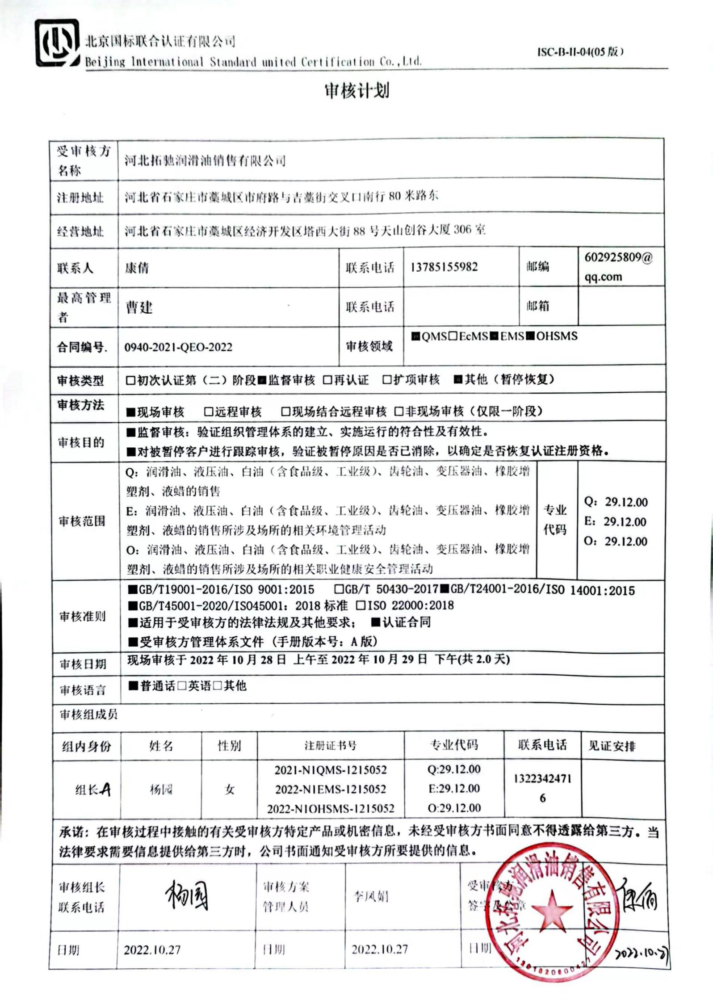 北京国标联合认证有限公司
Beijing International Standard united Certification Co.,Ltd.
ISC-B-II-04(05版)
审核计划
受审核方名称 河北拓驰润滑油销售有限公司
注册地址 河北省石家庄市藁城区市府路与吉藁街交叉口南行80米路东
经营地址 河北省石家庄市藁城区经济开发区塔西大街88号天山创谷大厦306室
联系人 康倩 联系电话 13785155982 邮编 602925809@qq.com
最高管理者 曹建 联系电话 邮箱
合同编号. 0940-2021-QEO-2022 审核领域 ■QMS□EcMS■EMS■OHSMS
审核类型 □初次认证第（二）阶段■监督审核 □再认证 □扩项审核 ■其他（暂停恢复）
审核方法 ■现场审核 □远程审核 □现场结合远程审核 □非现场审核（仅限一阶段）
审核目的 ■监督审核：验证组织管理体系的建立、实施运行的符合性及有效性。
■对被暂停客户进行跟踪审核，验证被暂停原因是否已消除，以确定是否恢复认证注册资格。
审核范围
Q：润滑油、液压油、白油（含食品级、工业级）、齿轮油、变压器油、橡胶增
塑剂、液蜡的销售
E：润滑油、液压油、白油（含食品级、工业级）、齿轮油、变压器油、橡胶增
塑剂、液蜡的销售所涉及场所的相关环境管理活动
O：润滑油、液压油、白油（含食品级、工业级）、齿轮油、变压器油、橡胶增
塑剂、液蜡的销售所涉及场所的相关职业健康安全管理活动
专业代码
Q：29.12.00
E：29.12.00
O：29.12.00
审核准则
■GB/T19001-2016/ISO 9001:2015 □GB/T 50430-2017■GB/T24001-2016/ISO 14001:2015
■GB/T45001-2020/ISO45001：2018标准 □ISO 22000:2018
■适用于受审核方的法律法规及其他要求； ■认证合同
■受审核方管理体系文件（手册版本号：A版）
审核日期 现场审核于2022年10月28日 上午至2022年10月29日 下午(共2.0天)
审核语言 ■普通话□英语□其他
审核组成员
组内身份 姓名 性别 注册证书号 专业代码 联系电话 见证安排
组长A 杨园 女
2021-N1QMS-1215052 Q:29.12.00
2022-N1EMS-1215052 E:29.12.00
2022-N1OHSMS-1215052 O:29.12.00
13223424716
承诺：在审核过程中接触的有关受审核方特定产品或机密信息，未经受审核方书面同意不得透露给第三方。当
法律要求需要信息提供给第三方时，公司书面通知受审核方所要提供的信息。
审核组长联系电话 杨园 审核方案管理人员 李凤娟 受审核方签字及公章 康倩
日期 2022.10.27 日期 2022.10.27 日期 2022.10.27
河北拓驰润滑油销售有限公司